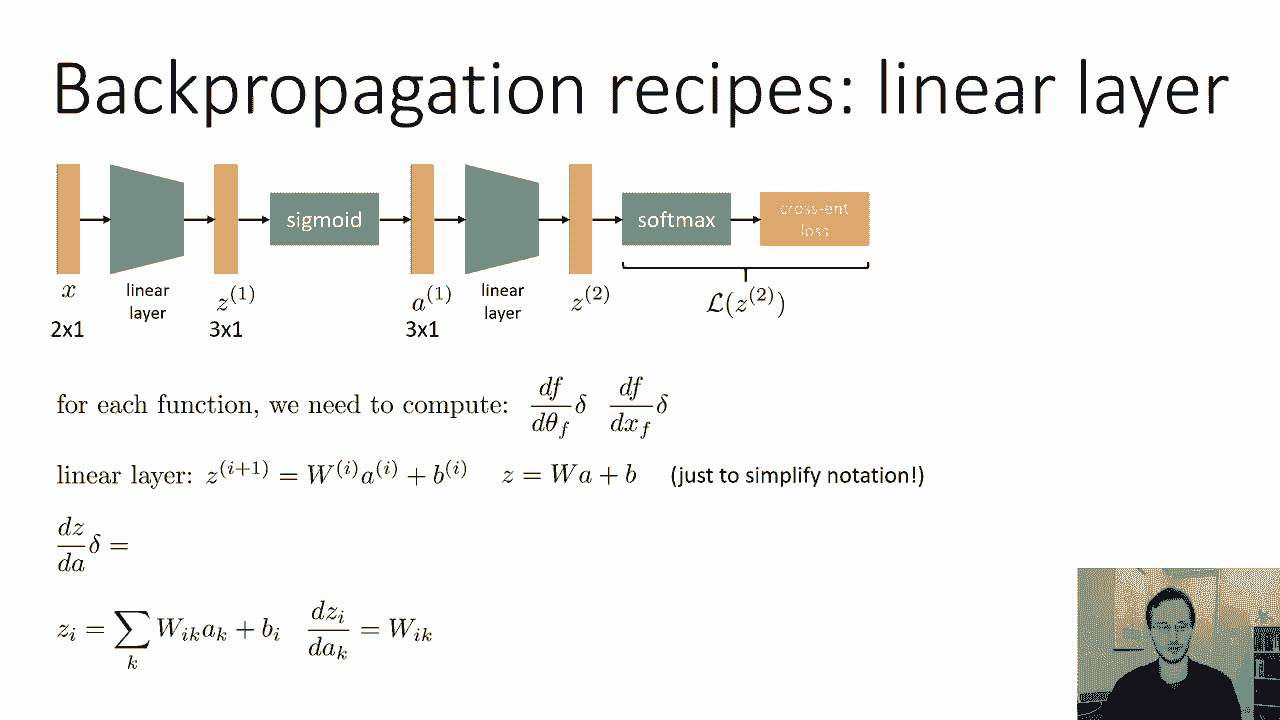 Backpropagation recipes: linear layer
sigmoid
softmax
cross-ent
loss
x
linear
layer
z^{(1)}
a^{(1)}
linear
layer
z^{(2)}
\mathcal{L}(z^{(2)})
2x1
3x1
3x1
for each function, we need to compute: \frac{df}{d\theta_f}\delta \frac{df}{dx_f}\delta
linear layer: z^{(i+1)} = W^{(i)}a^{(i)} + b^{(i)} z = Wa + b (just to simplify notation!)
\frac{dz}{da}\delta =
z_i = \sum_k W_{ik}a_k + b_i \frac{dz_i}{da_k} = W_{ik}